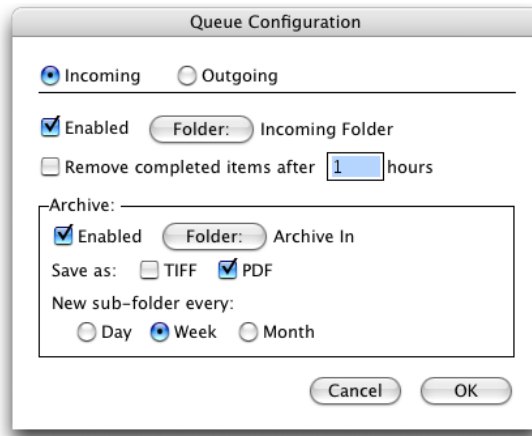 Queue Configuration
Incoming Outgoing
Enabled Folder: Incoming Folder
Remove completed items after 1 hours
Archive:
Enabled Folder: Archive In
Save as: TIFF PDF
New sub-folder every:
Day Week Month
Cancel OK